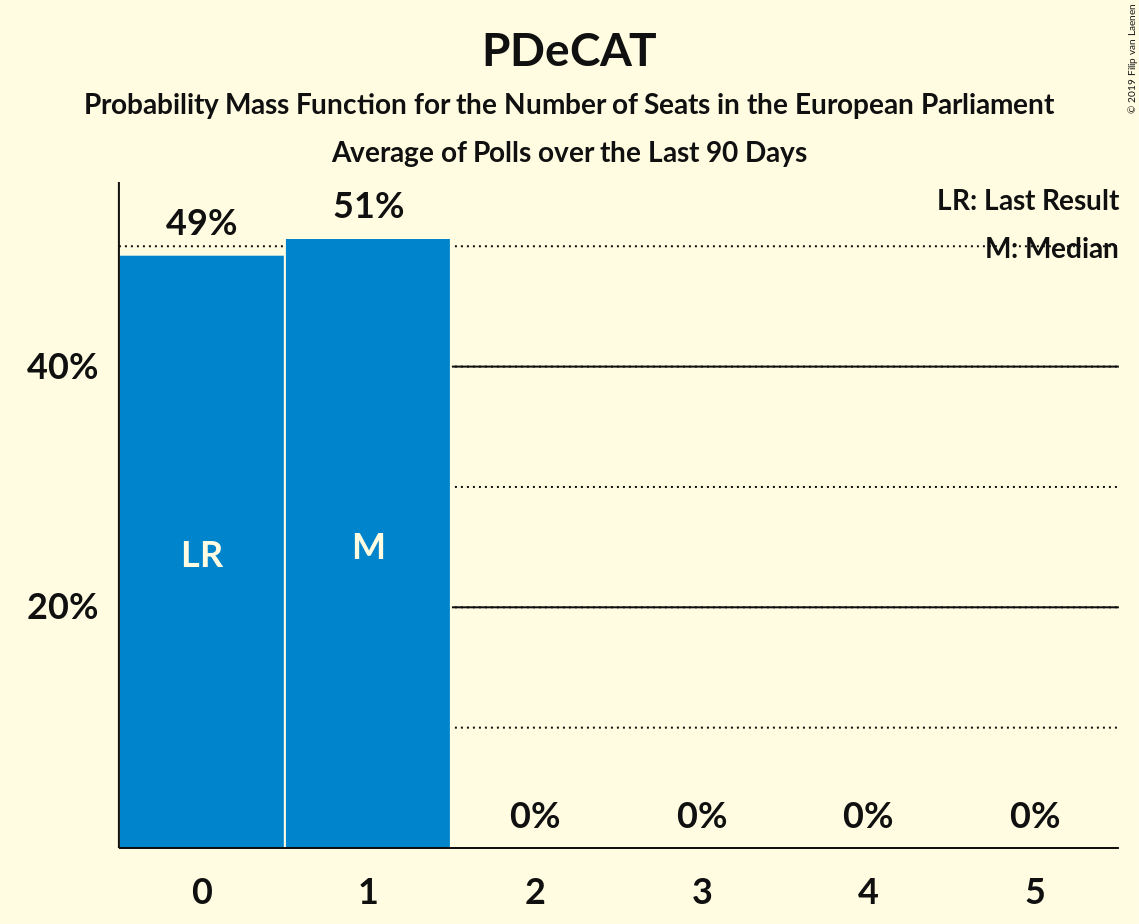 PDeCAT
Probability Mass Function for the Number of Seats in the European Parliament
Average of Polls over the Last 90 Days
© 2019 Filip van Laenen
LR: Last Result
M: Median
49%
51%
40%
20%
LR
M
0%
0%
0%
0%
0
1
2
3
4
5